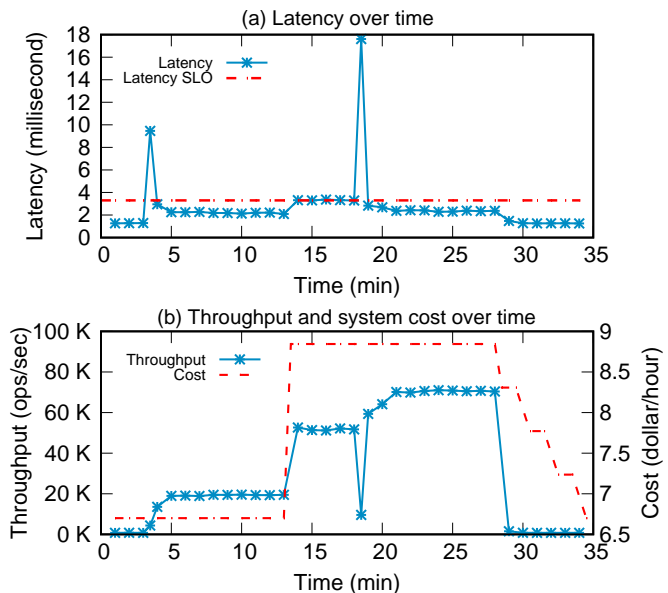 (a) Latency over time
18
16
14
12
10
8
6
4
2
0
Latency (millisecond)
Latency
Latency SLO
0 5 10 15 20 25 30 35
Time (min)
(b) Throughput and system cost over time
100 K
80 K
60 K
40 K
20 K
0 K
Throughput (ops/sec)
Throughput
Cost
9
8.5
8
7.5
7
6.5
Cost (dollar/hour)
0 5 10 15 20 25 30 35
Time (min)